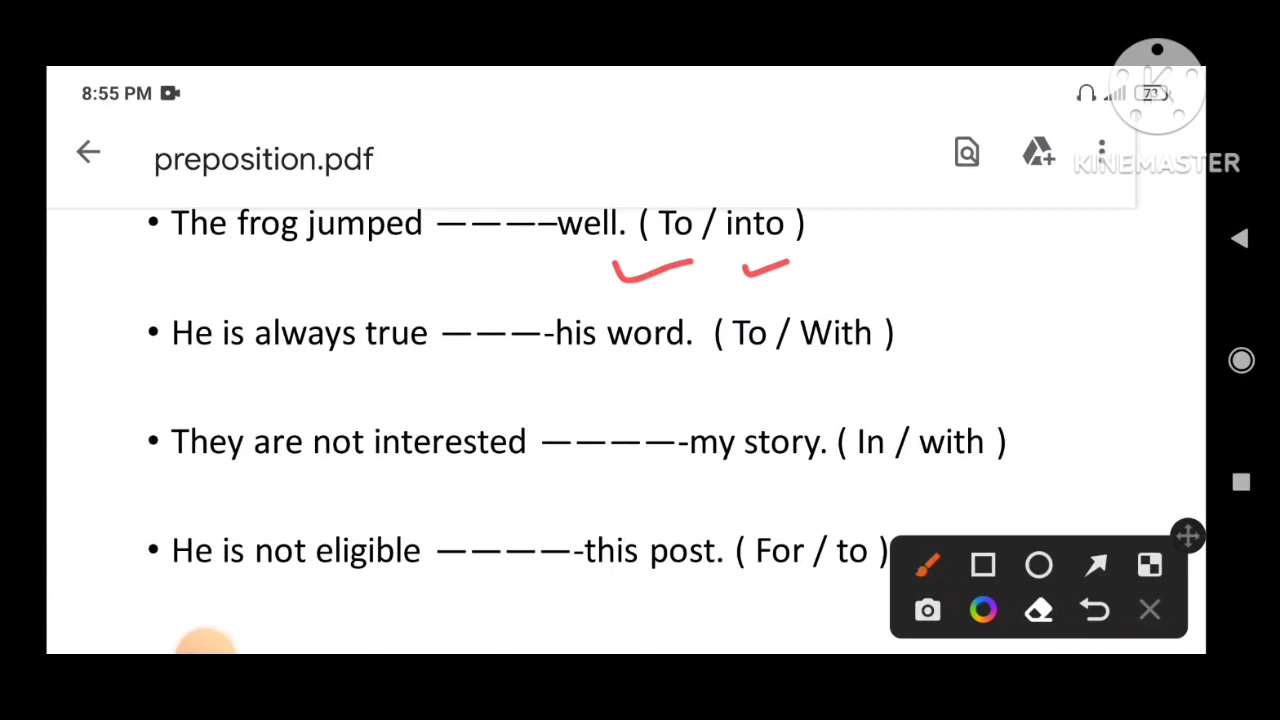 8:55 PM 73
preposition.pdf
KINEMASTER
• The frog jumped ————–well. ( To / into )
• He is always true ———-his word. ( To / With )
• They are not interested ————-my story. ( In / with )
• He is not eligible ————-this post. ( For / to )